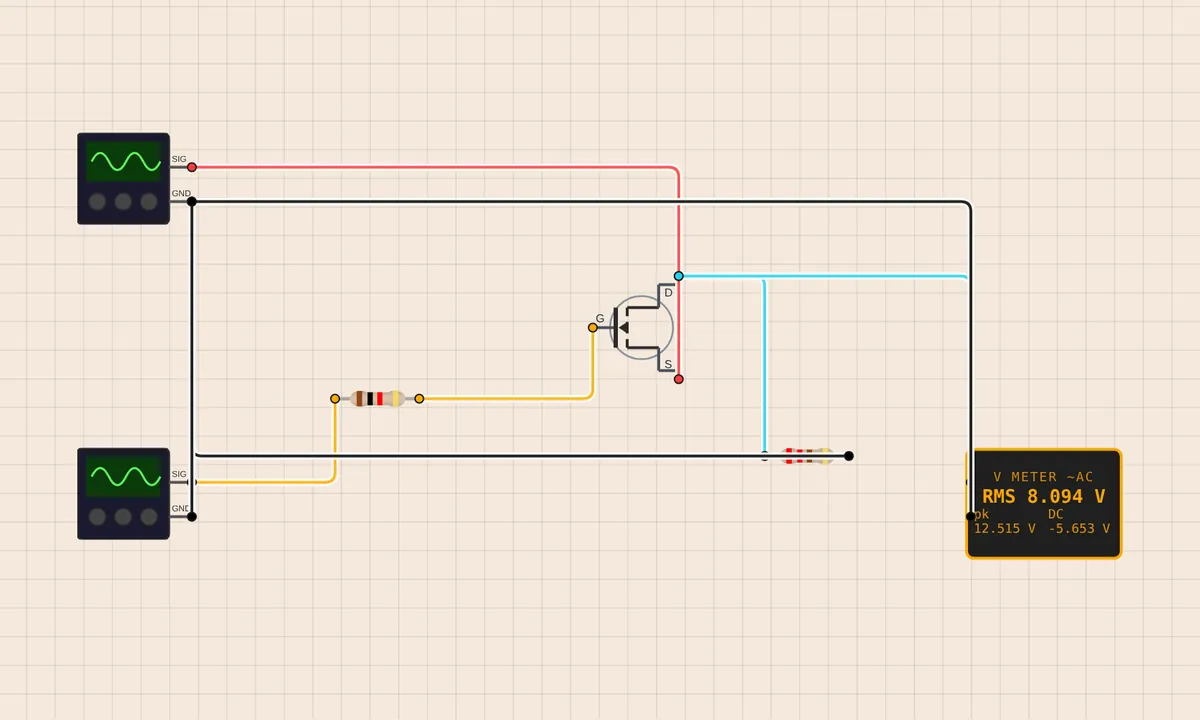 SIG
GND
D
G
S
SIG
GND
V METER ~AC
RMS 8.094 V
pk DC
12.515 V -5.653 V